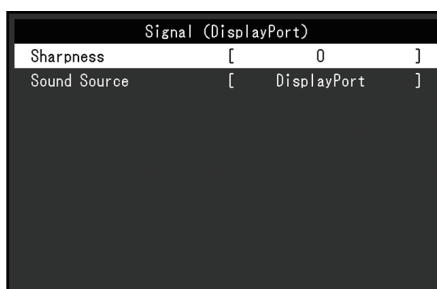 Signal (DisplayPort)
Sharpness [ 0 ]
Sound Source [ DisplayPort ]